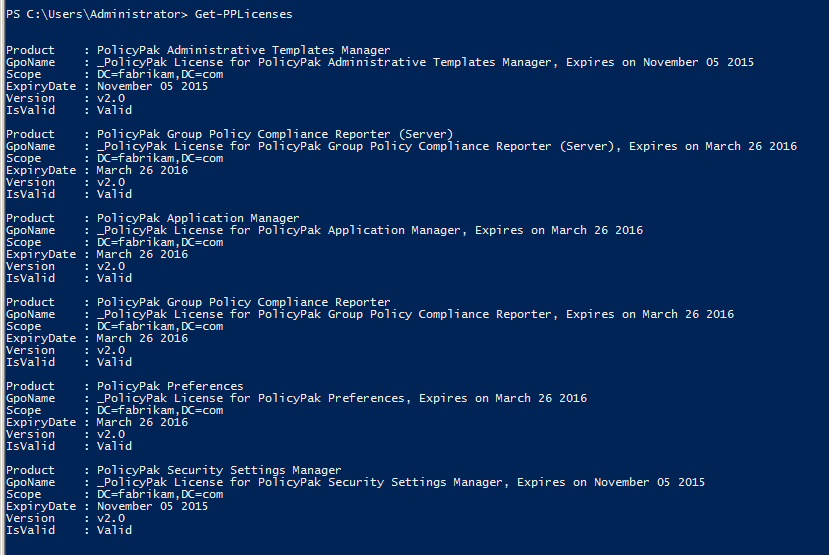 PS C:\Users\Administrator> Get-PPLicenses
Product    : PolicyPak Administrative Templates Manager
GpoName    : _PolicyPak License for PolicyPak Administrative Templates Manager, Expires on November 05 2015
Scope      : DC=fabrikam,DC=com
ExpiryDate : November 05 2015
Version    : v2.0
IsValid    : Valid
Product    : PolicyPak Group Policy Compliance Reporter (Server)
GpoName    : _PolicyPak License for PolicyPak Group Policy Compliance Reporter (Server), Expires on March 26 2016
Scope      : DC=fabrikam,DC=com
ExpiryDate : March 26 2016
Version    : v2.0
IsValid    : Valid
Product    : PolicyPak Application Manager
GpoName    : _PolicyPak License for PolicyPak Application Manager, Expires on March 26 2016
Scope      : DC=fabrikam,DC=com
ExpiryDate : March 26 2016
Version    : v2.0
IsValid    : Valid
Product    : PolicyPak Group Policy Compliance Reporter
GpoName    : _PolicyPak License for PolicyPak Group Policy Compliance Reporter, Expires on March 26 2016
Scope      : DC=fabrikam,DC=com
ExpiryDate : March 26 2016
Version    : v2.0
IsValid    : Valid
Product    : PolicyPak Preferences
GpoName    : _PolicyPak License for PolicyPak Preferences, Expires on March 26 2016
Scope      : DC=fabrikam,DC=com
ExpiryDate : March 26 2016
Version    : v2.0
IsValid    : Valid
Product    : PolicyPak Security Settings Manager
GpoName    : _PolicyPak License for PolicyPak Security Settings Manager, Expires on November 05 2015
Scope      : DC=fabrikam,DC=com
ExpiryDate : November 05 2015
Version    : v2.0
IsValid    : Valid